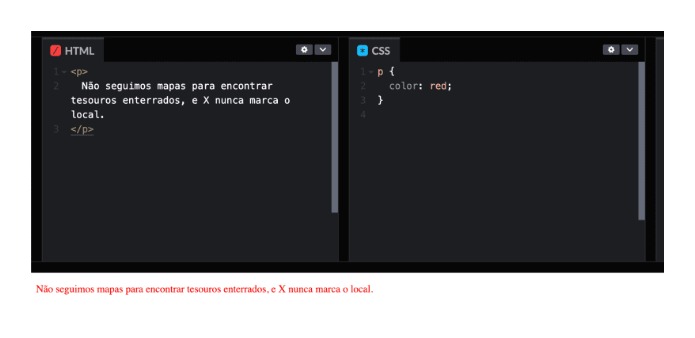 HTML
1 <p>
2 Não seguimos mapas para encontrar
tesouros enterrados, e X nunca marca o
local.
3 </p>
CSS
1 p {
2 color: red;
3 }
4
Não seguimos mapas para encontrar tesouros enterrados, e X nunca marca o local.